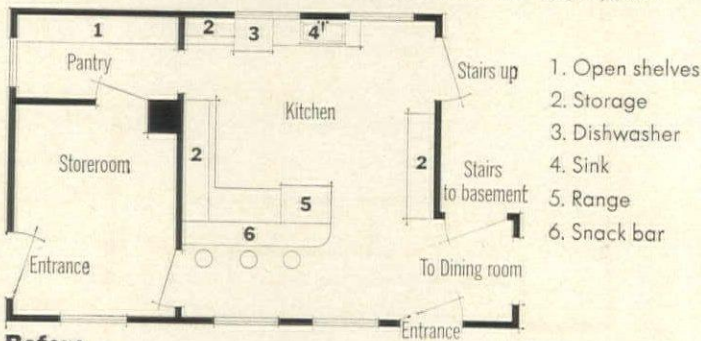 1
2
3
4
Pantry
Kitchen
Stairs up
Storeroom
2
2
Stairs
to basement
5
6
Entrance
To Dining room
Entrance
1. Open shelves
2. Storage
3. Dishwasher
4. Sink
5. Range
6. Snack bar